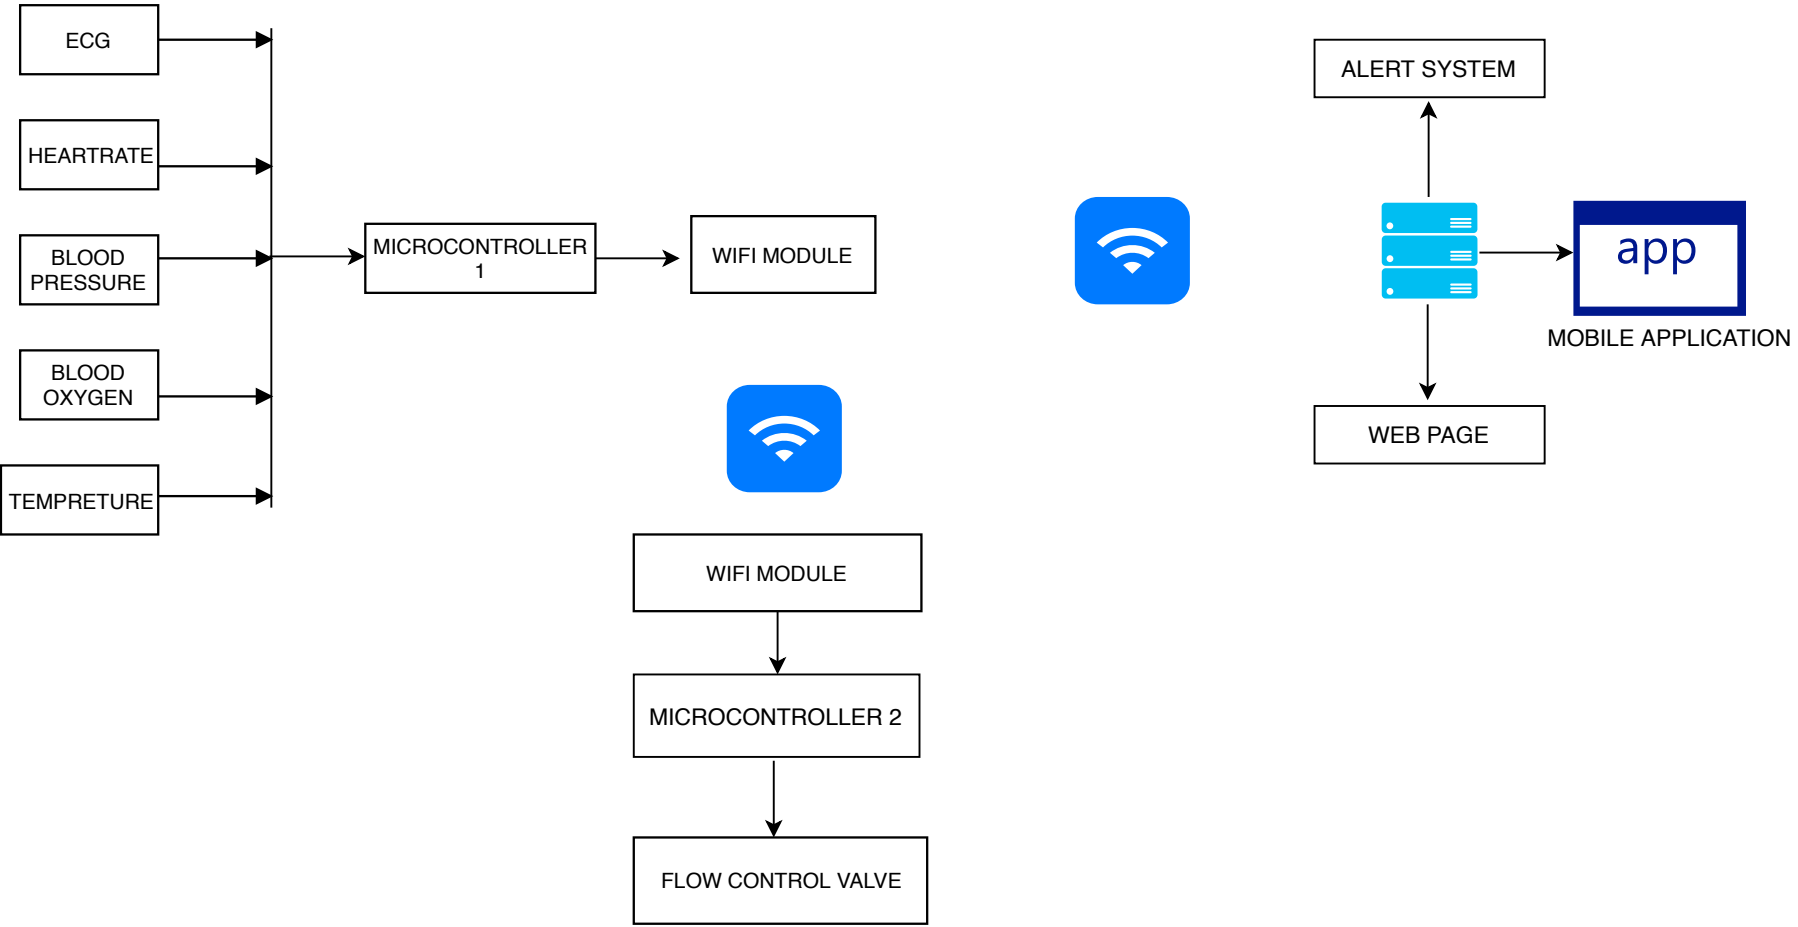 ECG
HEARTRATE
BLOOD
PRESSURE
BLOOD
OXYGEN
TEMPRETURE
MICROCONTROLLER
1
WIFI MODULE
ALERT SYSTEM
app
MOBILE APPLICATION
WEB PAGE
WIFI MODULE
MICROCONTROLLER 2
FLOW CONTROL VALVE